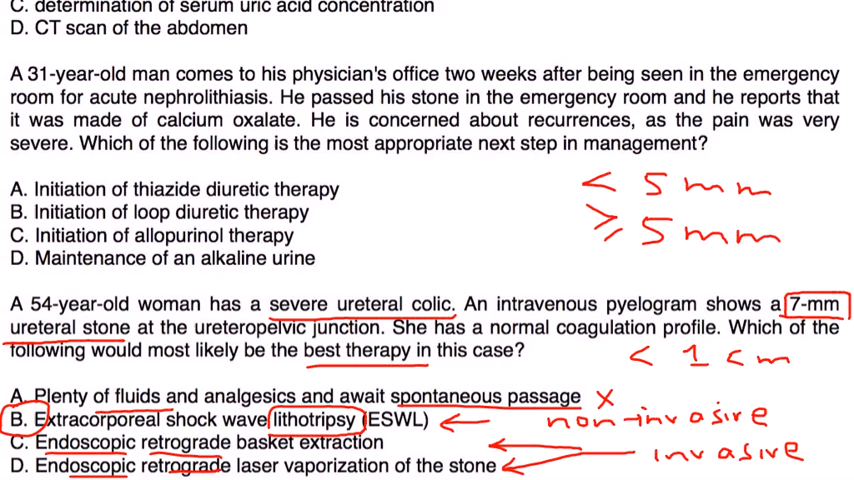 C. determination of serum uric acid concentration
D. CT scan of the abdomen
A 31-year-old man comes to his physician's office two weeks after being seen in the emergency
room for acute nephrolithiasis. He passed his stone in the emergency room and he reports that
it was made of calcium oxalate. He is concerned about recurrences, as the pain was very
severe. Which of the following is the most appropriate next step in management?
A. Initiation of thiazide diuretic therapy
B. Initiation of loop diuretic therapy
C. Initiation of allopurinol therapy
D. Maintenance of an alkaline urine
< 5 mm
≥ 5 mm
A 54-year-old woman has a severe ureteral colic. An intravenous pyelogram shows a 7-mm
ureteral stone at the ureteropelvic junction. She has a normal coagulation profile. Which of the
following would most likely be the best therapy in this case?
< 1 cm
A. Plenty of fluids and analgesics and await spontaneous passage X
B. Extracorporeal shock wave lithotripsy (ESWL) ← non-invasive
C. Endoscopic retrograde basket extraction
D. Endoscopic retrograde laser vaporization of the stone
invasive